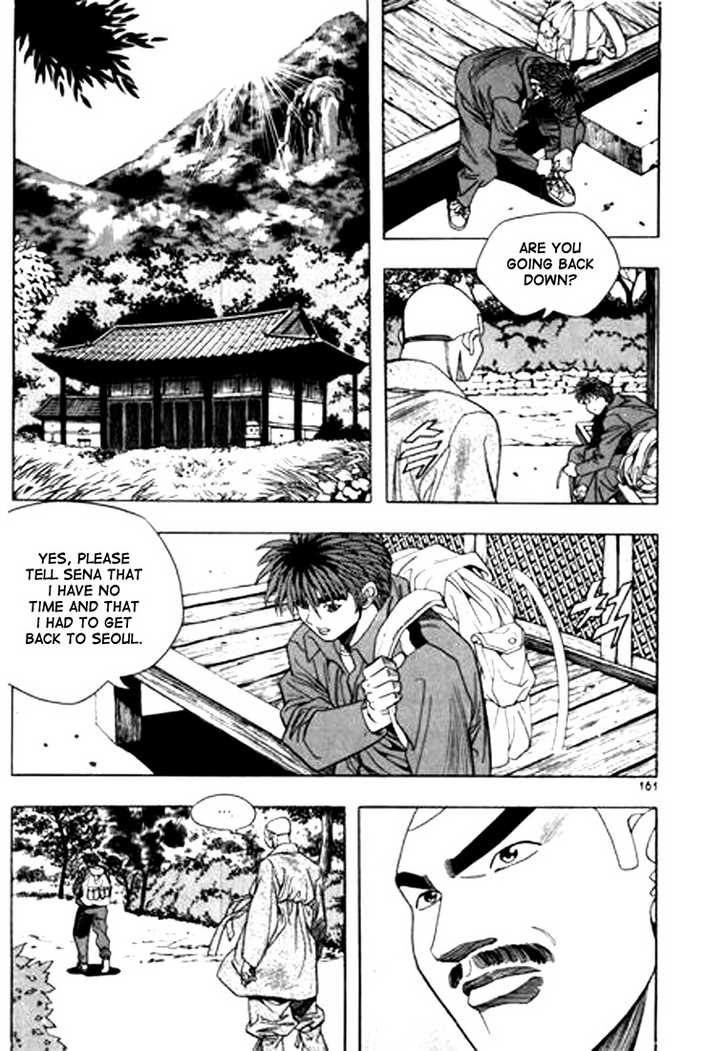 ARE YOU
GOING BACK
DOWN?
YES, PLEASE
TELL SENA THAT
I HAVE NO
TIME AND THAT
I HAD TO GET
BACK TO SEOUL.
161
...